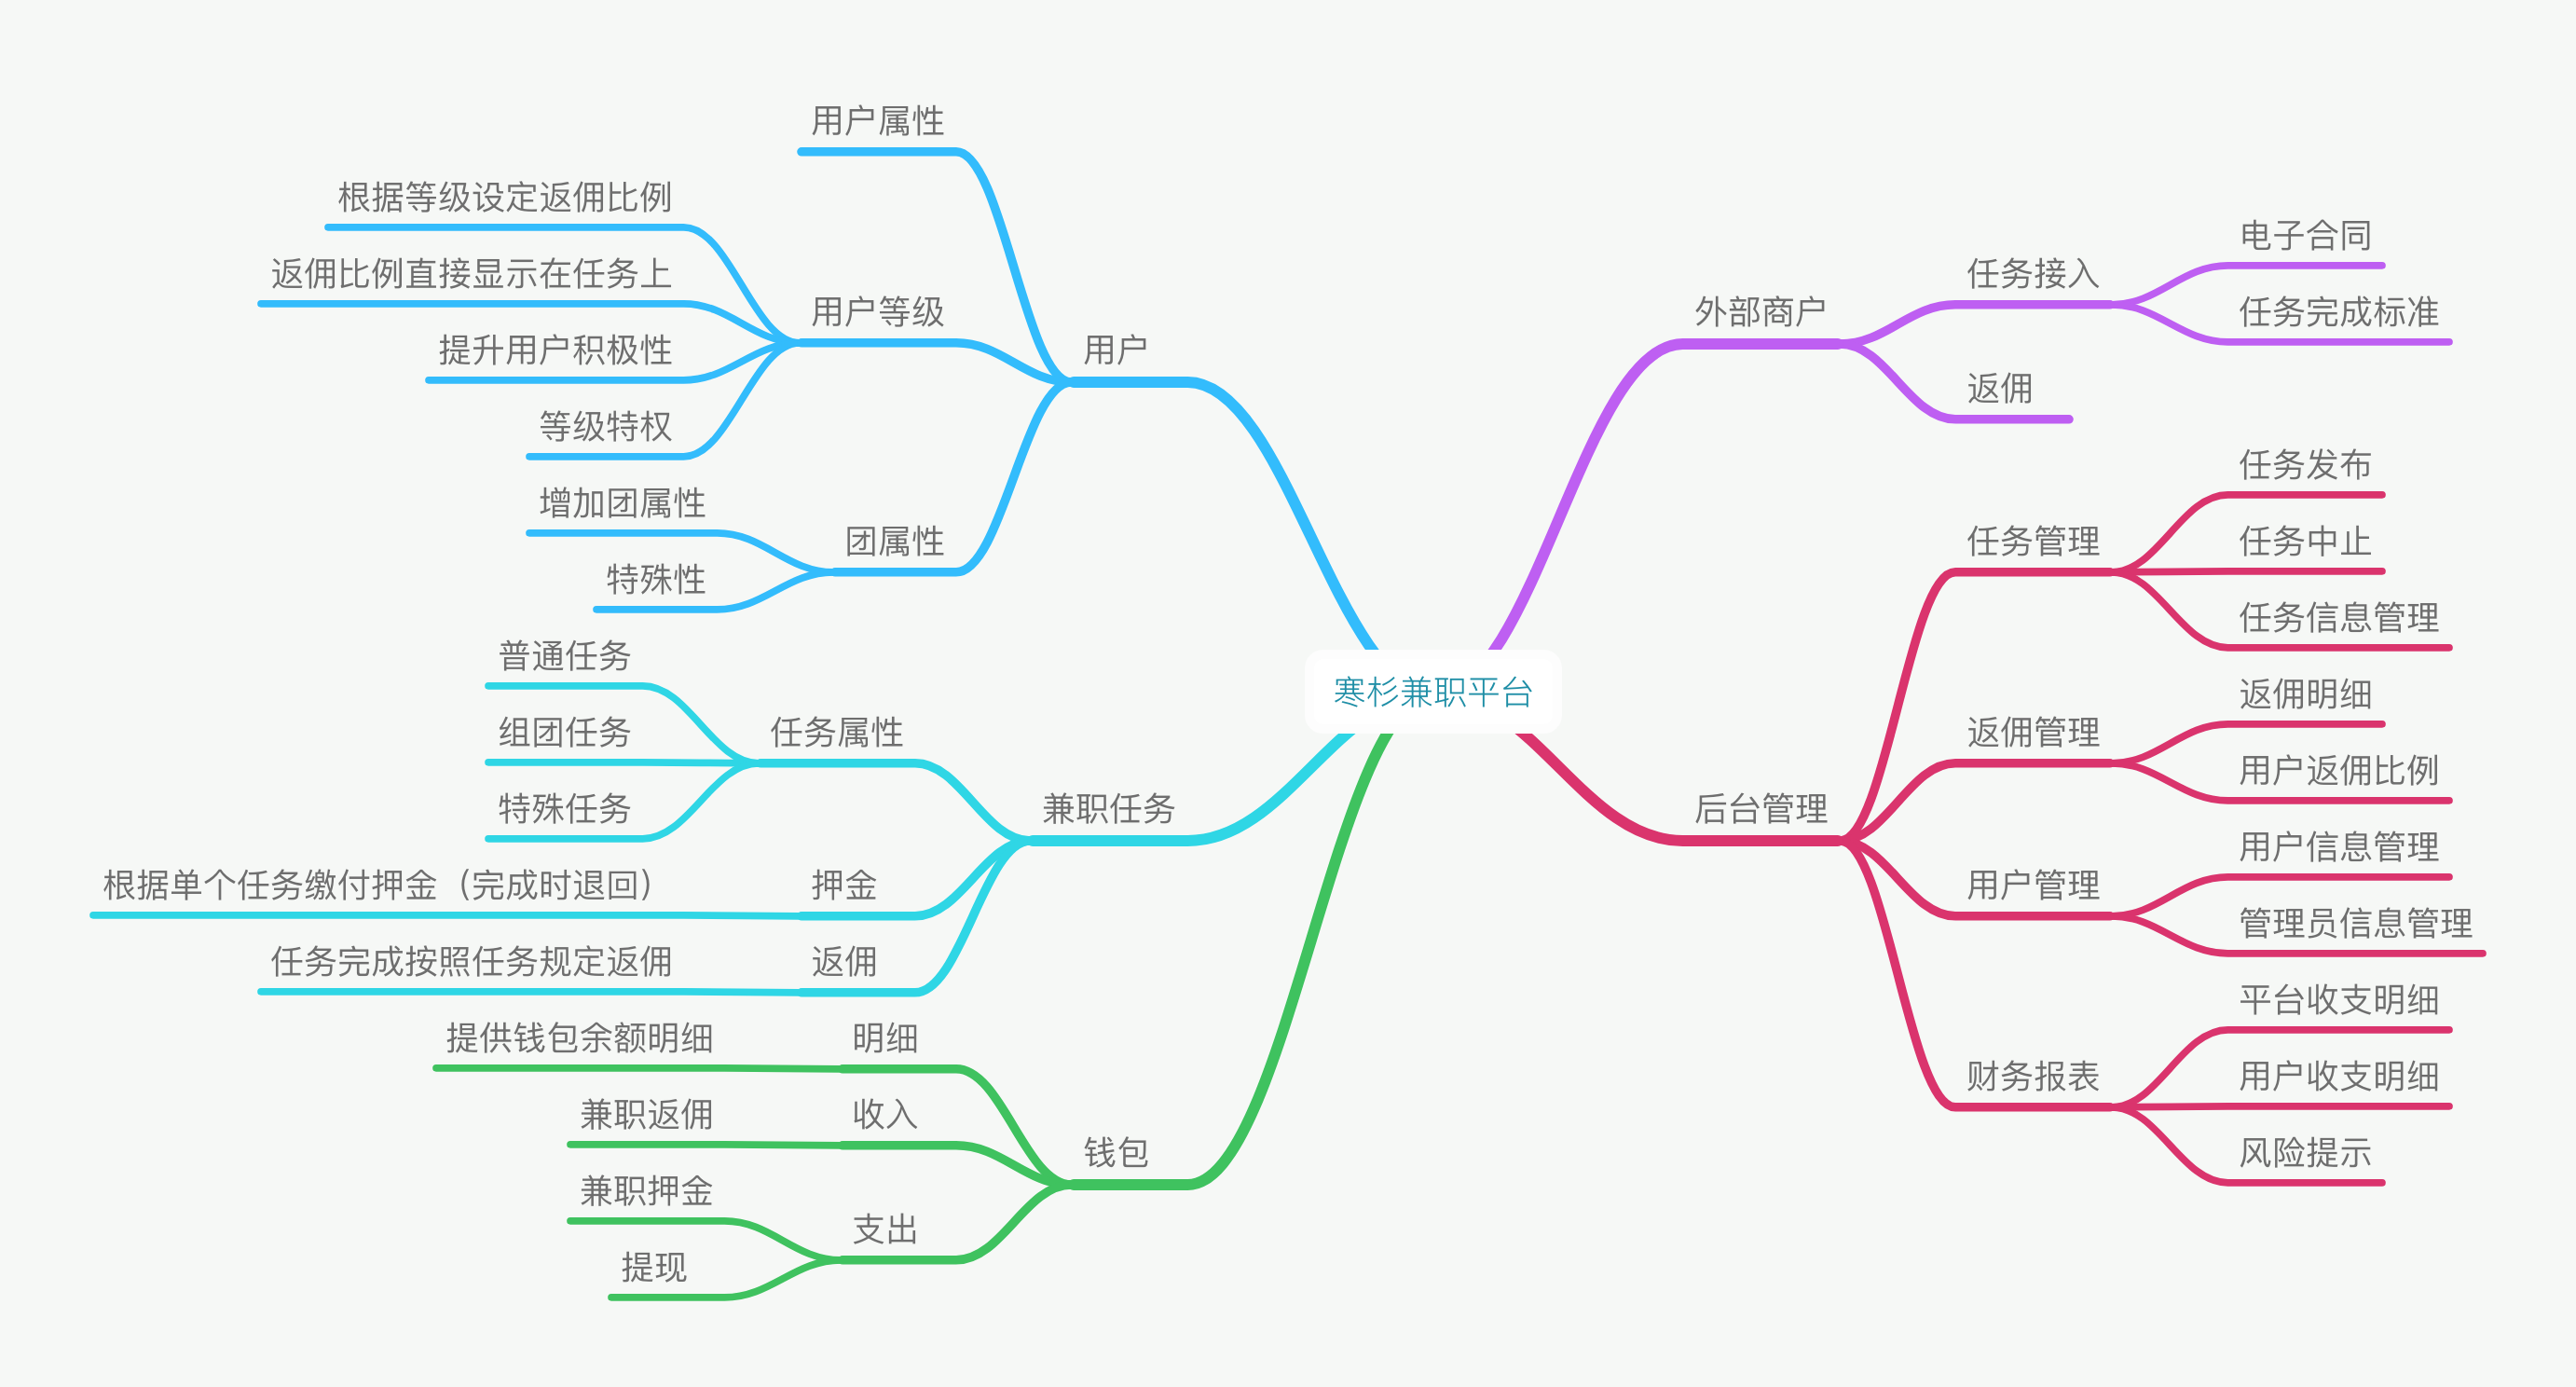 寒杉兼职平台
用户
用户属性
用户等级
根据等级设定返佣比例
返佣比例直接显示在任务上
提升用户积极性
等级特权
团属性
增加团属性
特殊性
兼职任务
任务属性
普通任务
组团任务
特殊任务
押金
根据单个任务缴付押金（完成时退回）
返佣
任务完成按照任务规定返佣
钱包
明细
提供钱包余额明细
收入
兼职返佣
支出
兼职押金
提现
外部商户
任务接入
电子合同
任务完成标准
返佣
后台管理
任务管理
任务发布
任务中止
任务信息管理
返佣管理
返佣明细
用户返佣比例
用户管理
用户信息管理
管理员信息管理
财务报表
平台收支明细
用户收支明细
风险提示